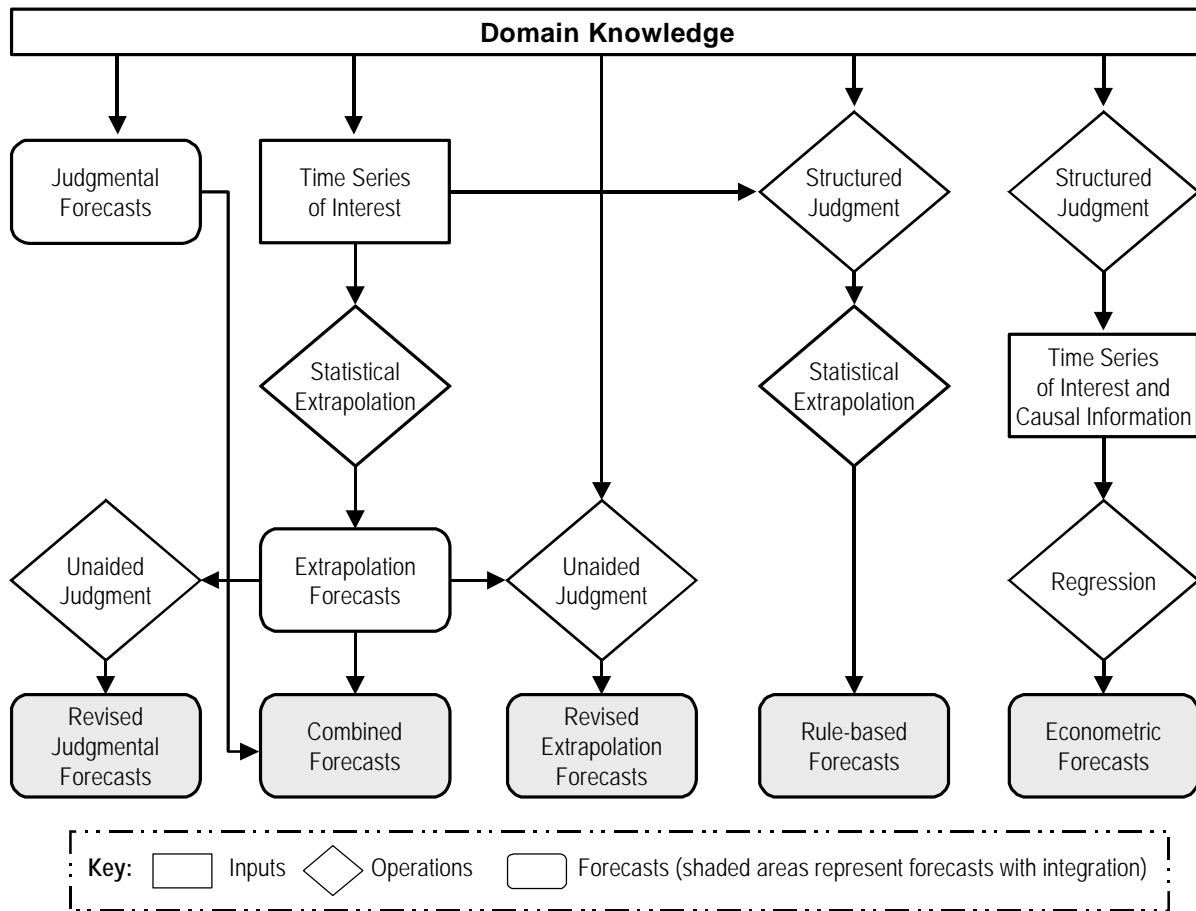 Domain Knowledge
Judgmental
Forecasts
Time Series
of Interest
Structured
Judgment
Structured
Judgment
Statistical
Extrapolation
Statistical
Extrapolation
Time Series
of Interest and
Causal Information
Unaided
Judgment
Extrapolation
Forecasts
Unaided
Judgment
Regression
Revised
Judgmental
Forecasts
Combined
Forecasts
Revised
Extrapolation
Forecasts
Rule-based
Forecasts
Econometric
Forecasts
Key: Inputs Operations Forecasts (shaded areas represent forecasts with integration)